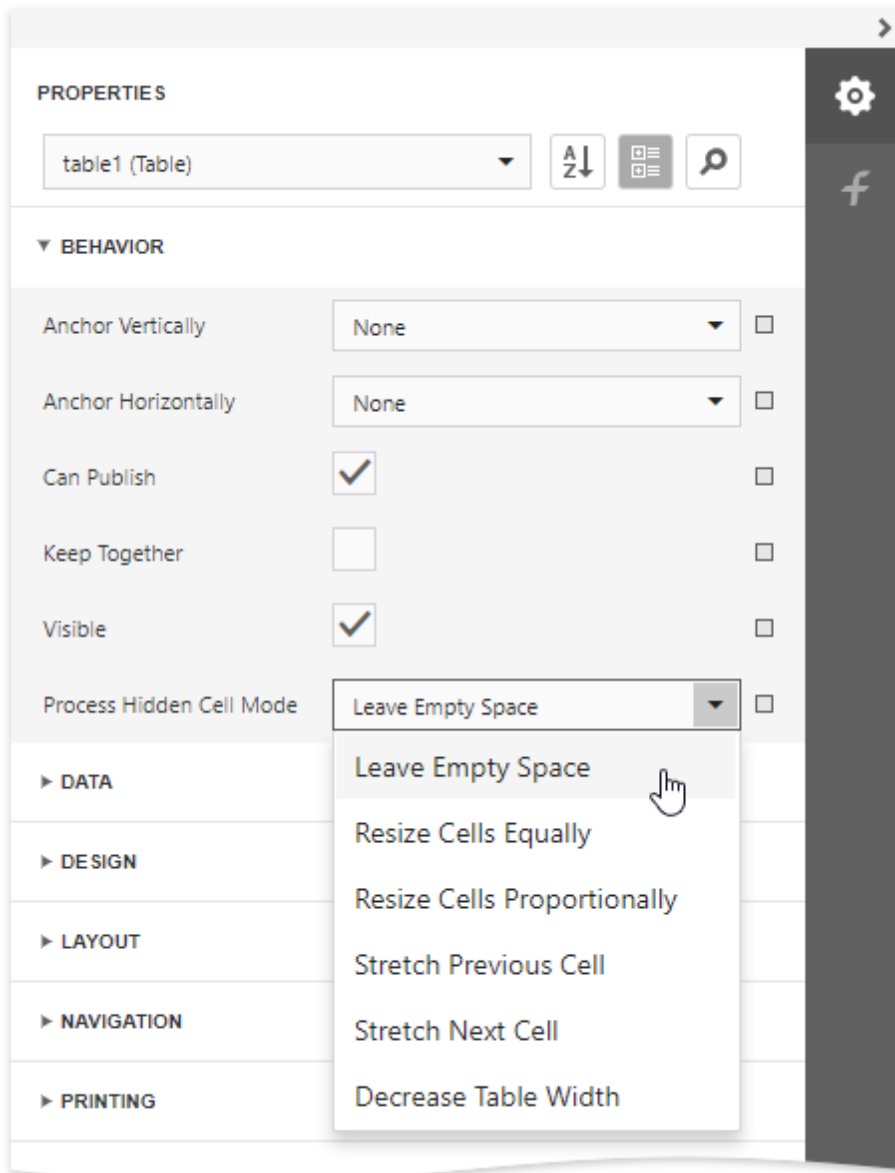 PROPERTIES
table1 (Table)
A
Z
BEHAVIOR
Anchor Vertically None
Anchor Horizontally None
Can Publish
Keep Together
Visible
Process Hidden Cell Mode Leave Empty Space
Leave Empty Space
DATA
Resize Cells Equally
DESIGN
Resize Cells Proportionally
LAYOUT
Stretch Previous Cell
NAVIGATION
Stretch Next Cell
PRINTING
Decrease Table Width